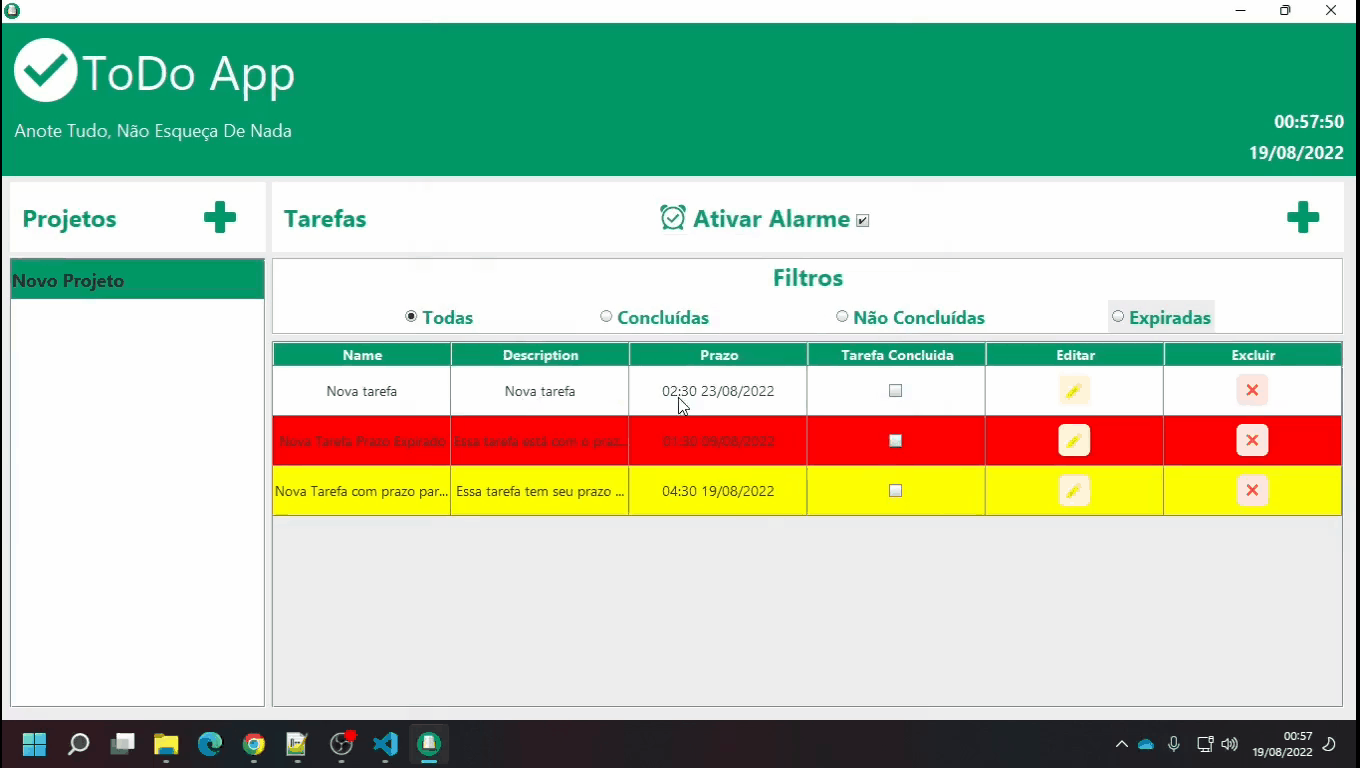 ToDo App
Anote Tudo, Não Esqueça De Nada
00:57:50
19/08/2022
Projetos
Tarefas
Ativar Alarme
Novo Projeto
Filtros
Todas Concluídas Não Concluídas Expiradas
Name Description Prazo Tarefa Concluida Editar Excluir
Nova tarefa Nova tarefa 02:30 23/08/2022
Nova Tarefa Prazo Expirado Essa tarefa está com o praz... 01:30 09/08/2022
Nova Tarefa com prazo par... Essa tarefa tem seu prazo ... 04:30 19/08/2022
00:57
19/08/2022